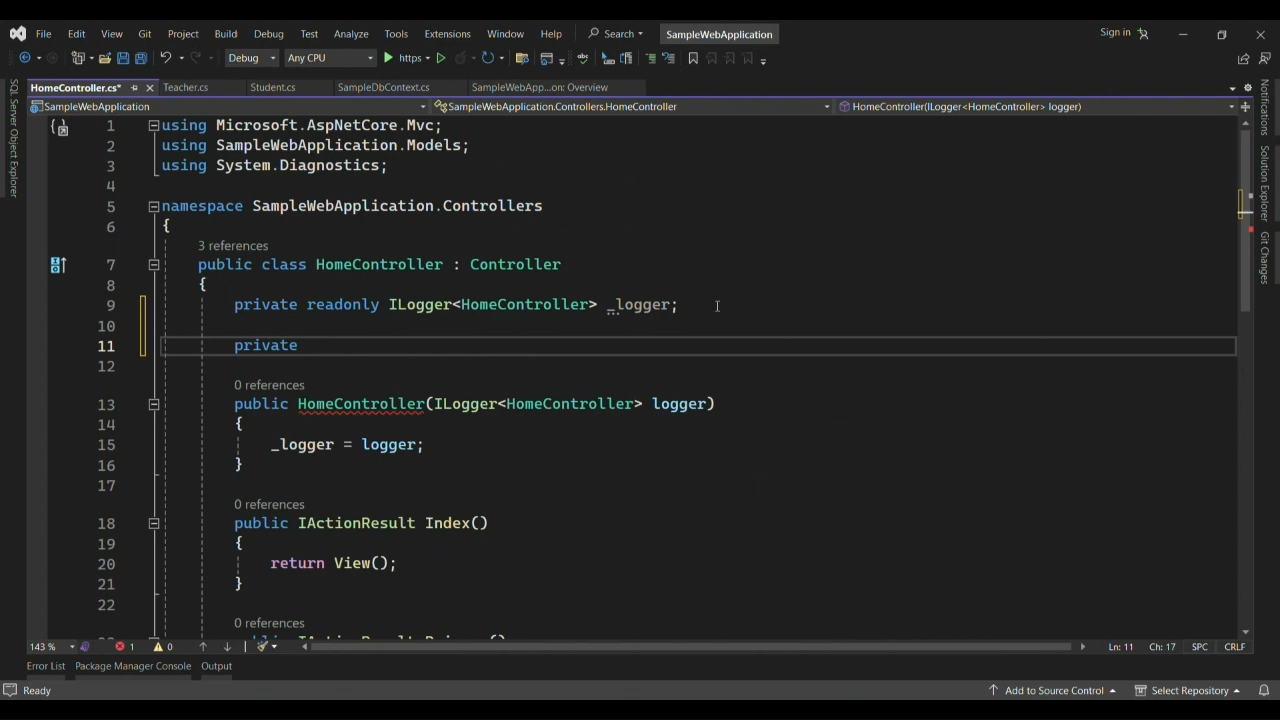 File Edit View Git Project Build Debug Test Analyze Tools Extensions Window Help Search SampleWebApplication Sign in
Debug Any CPU https
HomeController.cs* Teacher.cs Student.cs SampleDbContext.cs SampleWebApp...on: Overview
SampleWebApplication SampleWebApplication.Controllers.HomeController HomeController(ILogger<HomeController> logger)
SQL Server Object Explorer
1 using Microsoft.AspNetCore.Mvc;
2 using SampleWebApplication.Models;
3 using System.Diagnostics;
4
5 namespace SampleWebApplication.Controllers
6 {
3 references
7 public class HomeController : Controller
8 {
9 private readonly ILogger<HomeController> _logger;
10
11 private
12
0 references
13 public HomeController(ILogger<HomeController> logger)
14 {
15 _logger = logger;
16 }
17
0 references
18 public IActionResult Index()
19 {
20 return View();
21 }
22
0 references
Notifications
Solution Explorer
Git Changes
143 % 1 0 Ln: 11 Ch: 17 SPC CRLF
Error List Package Manager Console Output
Ready Add to Source Control Select Repository